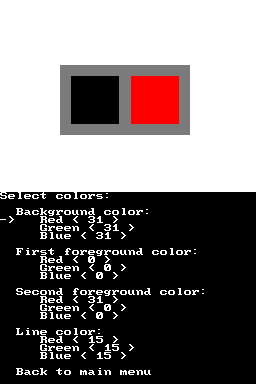 Select colors:
Background color:
-> Red < 31 >
Green < 31 >
Blue < 31 >
First foreground color:
Red < 0 >
Green < 0 >
Blue < 0 >
Second foreground color:
Red < 31 >
Green < 0 >
Blue < 0 >
Line color:
Red < 15 >
Green < 15 >
Blue < 15 >
Back to main menu